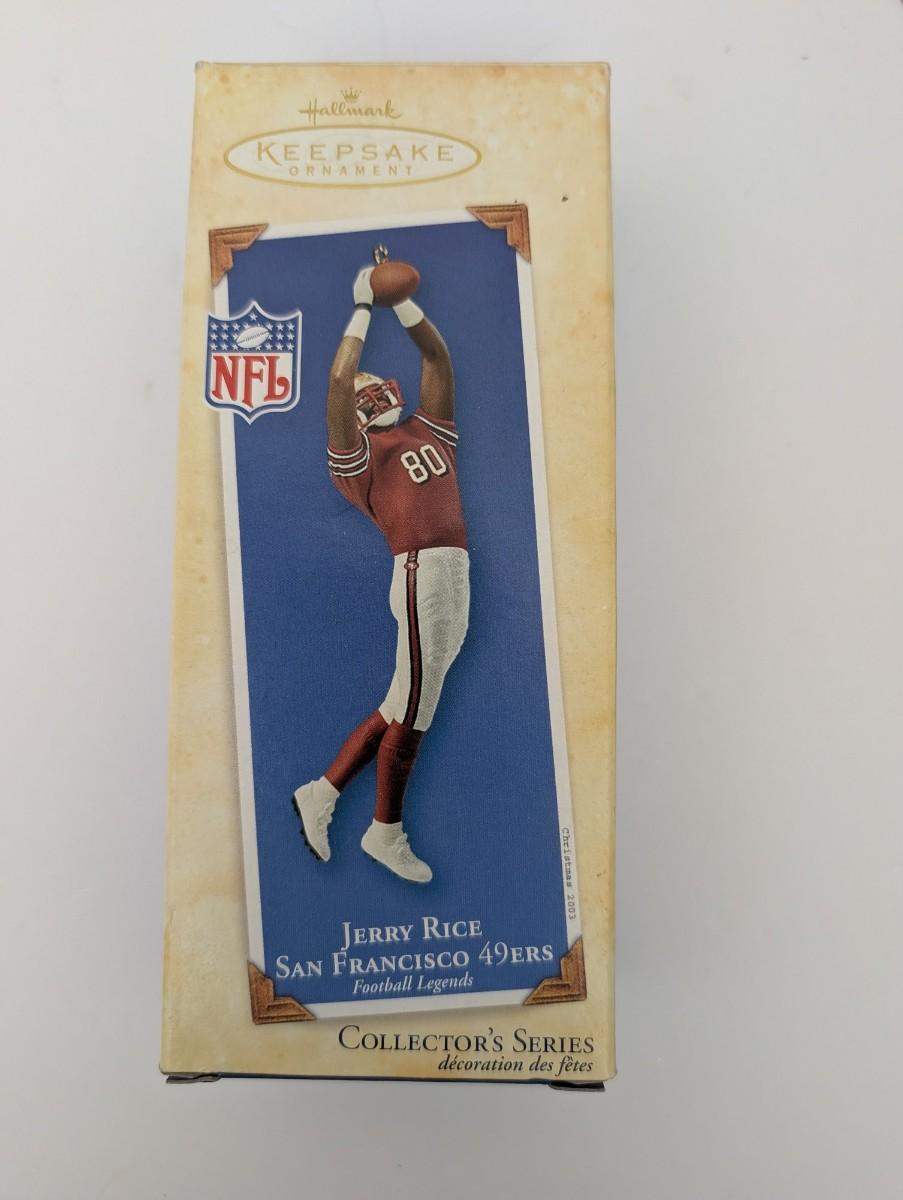 Hallmark
KEEPSAKE
ORNAMENT
NFL
80
Christmas 2003
JERRY RICE
SAN FRANCISCO 49ERS
Football Legends
COLLECTOR'S SERIES
décoration des fêtes